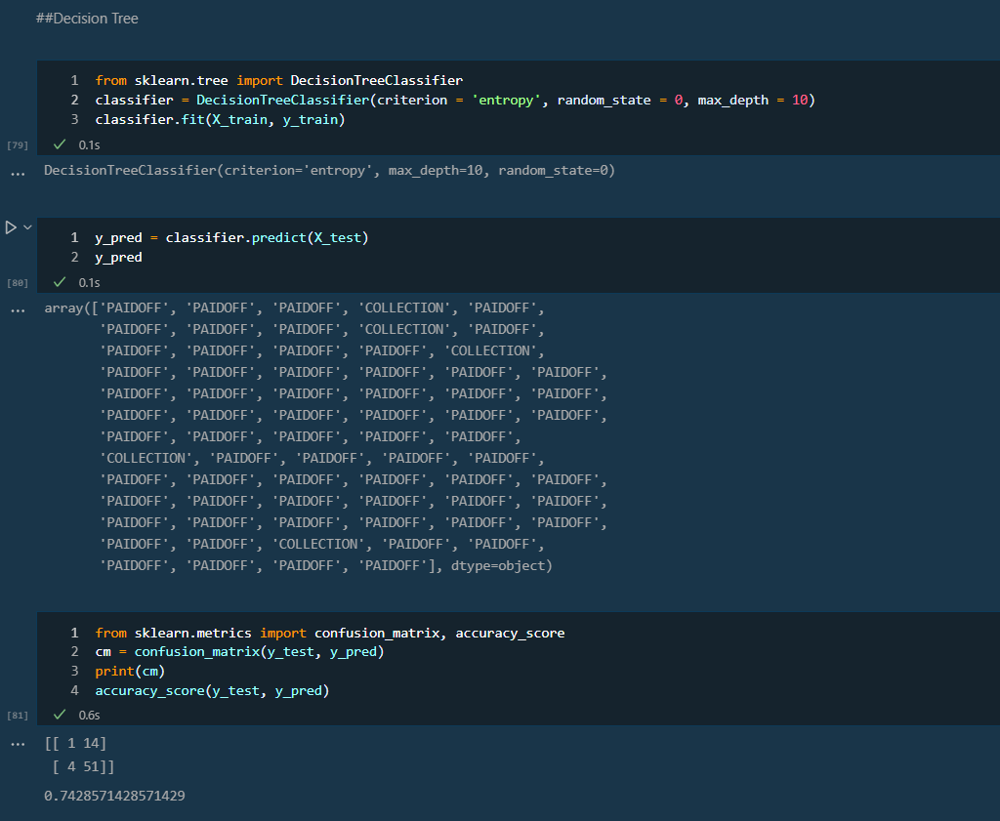 ##Decision Tree
1 from sklearn.tree import DecisionTreeClassifier
2 classifier = DecisionTreeClassifier(criterion = 'entropy', random_state = 0, max_depth = 10)
3 classifier.fit(X_train, y_train)
[79] ✓ 0.1s
... DecisionTreeClassifier(criterion='entropy', max_depth=10, random_state=0)
1 y_pred = classifier.predict(X_test)
2 y_pred
[80] ✓ 0.1s
... array(['PAIDOFF', 'PAIDOFF', 'PAIDOFF', 'COLLECTION', 'PAIDOFF',
'PAIDOFF', 'PAIDOFF', 'PAIDOFF', 'COLLECTION', 'PAIDOFF',
'PAIDOFF', 'PAIDOFF', 'PAIDOFF', 'PAIDOFF', 'COLLECTION',
'PAIDOFF', 'PAIDOFF', 'PAIDOFF', 'PAIDOFF', 'PAIDOFF', 'PAIDOFF',
'PAIDOFF', 'PAIDOFF', 'PAIDOFF', 'PAIDOFF', 'PAIDOFF', 'PAIDOFF',
'PAIDOFF', 'PAIDOFF', 'PAIDOFF', 'PAIDOFF', 'PAIDOFF', 'PAIDOFF',
'PAIDOFF', 'PAIDOFF', 'PAIDOFF', 'PAIDOFF', 'PAIDOFF',
'COLLECTION', 'PAIDOFF', 'PAIDOFF', 'PAIDOFF', 'PAIDOFF',
'PAIDOFF', 'PAIDOFF', 'PAIDOFF', 'PAIDOFF', 'PAIDOFF', 'PAIDOFF',
'PAIDOFF', 'PAIDOFF', 'PAIDOFF', 'PAIDOFF', 'PAIDOFF', 'PAIDOFF',
'PAIDOFF', 'PAIDOFF', 'PAIDOFF', 'PAIDOFF', 'PAIDOFF', 'PAIDOFF',
'PAIDOFF', 'PAIDOFF', 'COLLECTION', 'PAIDOFF', 'PAIDOFF',
'PAIDOFF', 'PAIDOFF', 'PAIDOFF', 'PAIDOFF'], dtype=object)
1 from sklearn.metrics import confusion_matrix, accuracy_score
2 cm = confusion_matrix(y_test, y_pred)
3 print(cm)
4 accuracy_score(y_test, y_pred)
[81] ✓ 0.6s
... [[ 1 14]
[ 4 51]]
0.7428571428571429